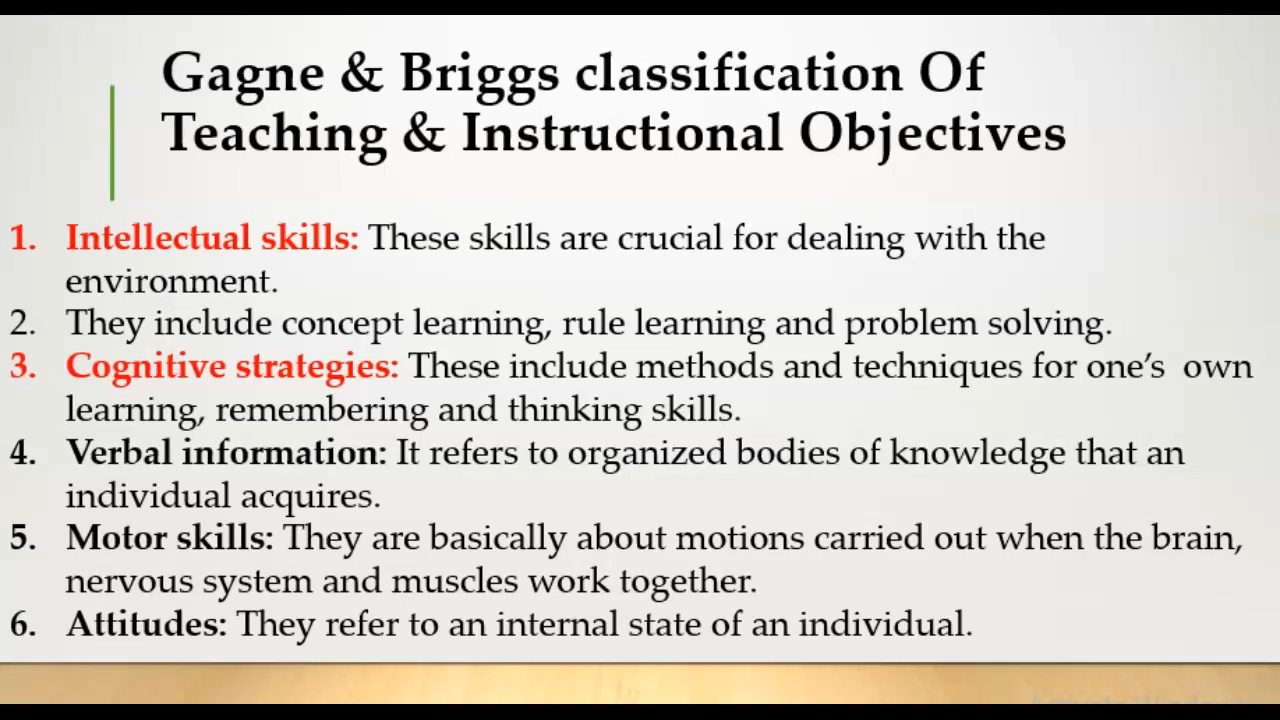 Gagne & Briggs classification Of
Teaching & Instructional Objectives
1. Intellectual skills: These skills are crucial for dealing with the
environment.
2. They include concept learning, rule learning and problem solving.
3. Cognitive strategies: These include methods and techniques for one’s own
learning, remembering and thinking skills.
4. Verbal information: It refers to organized bodies of knowledge that an
individual acquires.
5. Motor skills: They are basically about motions carried out when the brain,
nervous system and muscles work together.
6. Attitudes: They refer to an internal state of an individual.